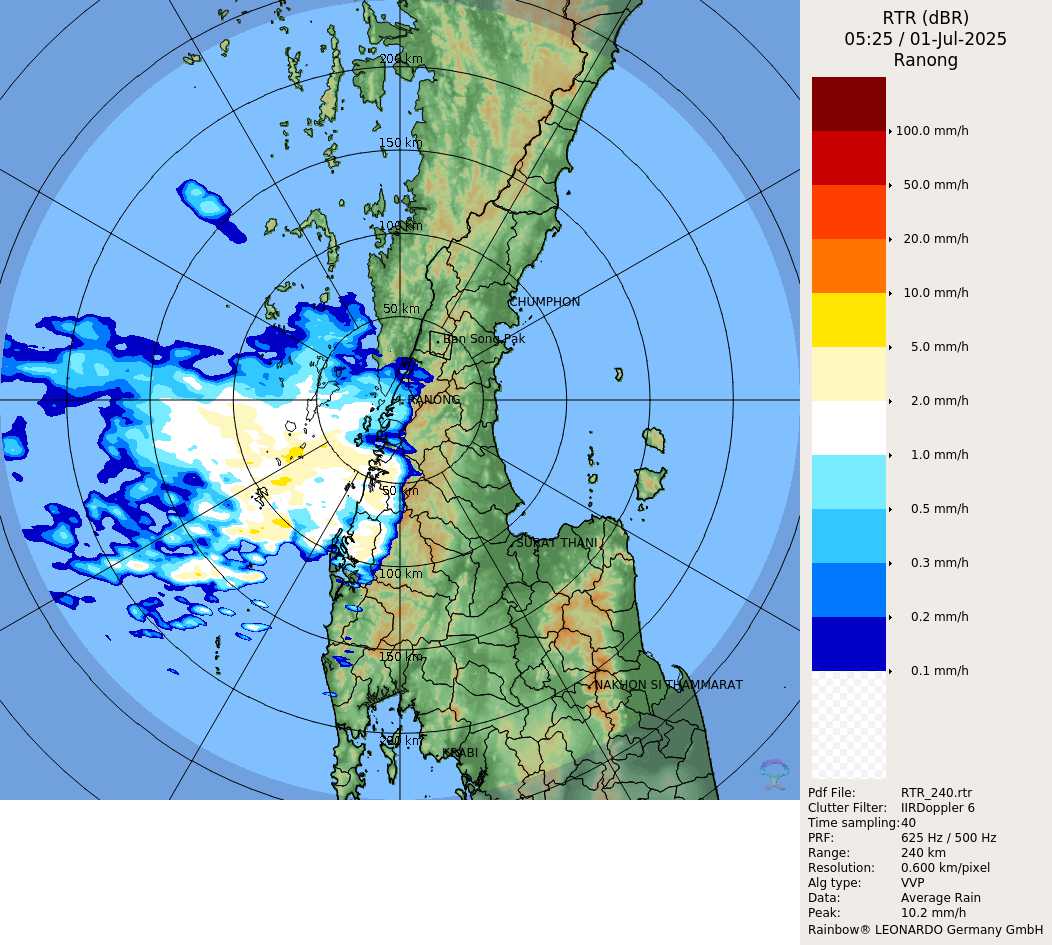 RTR (dBR)
05:25 / 01-Jul-2025
Ranong
200 km
150 km
100 km
50 km
CHUMPHON
Ban Song Pak
RANONG
50 km
SURAT THANI
100 km
150 km
NAKHON SI THAMMARAT
200 km
KRABI
100.0 mm/h
50.0 mm/h
20.0 mm/h
10.0 mm/h
5.0 mm/h
2.0 mm/h
1.0 mm/h
0.5 mm/h
0.3 mm/h
0.2 mm/h
0.1 mm/h
Pdf File: RTR_240.rtr
Clutter Filter: IIRDoppler 6
Time sampling:40
PRF: 625 Hz / 500 Hz
Range: 240 km
Resolution: 0.600 km/pixel
Alg type: VVP
Data: Average Rain
Peak: 10.2 mm/h
Rainbow® LEONARDO Germany GmbH